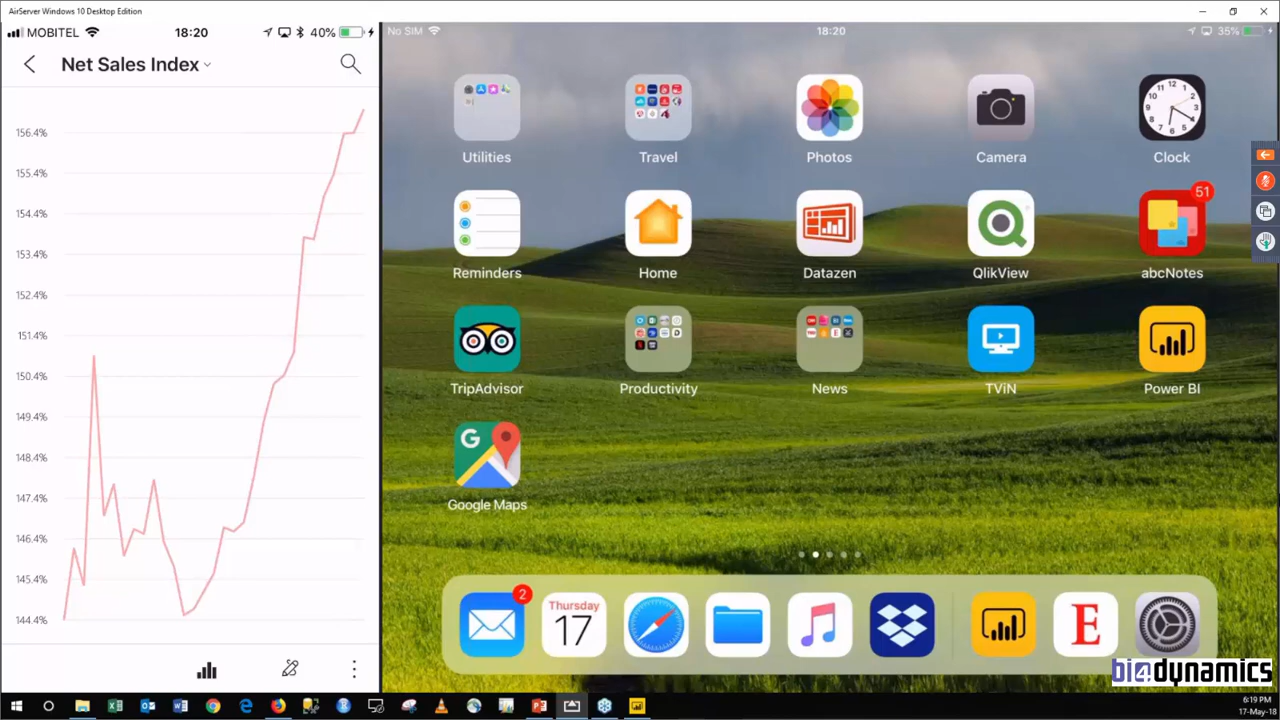 AirServer Windows 10 Desktop Edition
MOBITEL 18:20 40%
Net Sales Index
156.4%
155.4%
154.4%
153.4%
152.4%
151.4%
150.4%
149.4%
148.4%
147.4%
146.4%
145.4%
144.4%
No SIM 18:20 35%
Utilities Travel Photos Camera Clock
51
Reminders Home Datazen QlikView abcNotes
TripAdvisor Productivity News TViN Power BI
G
Google Maps
2
Thursday
17
E
bi4dynamics
6:19 PM
17-May-18